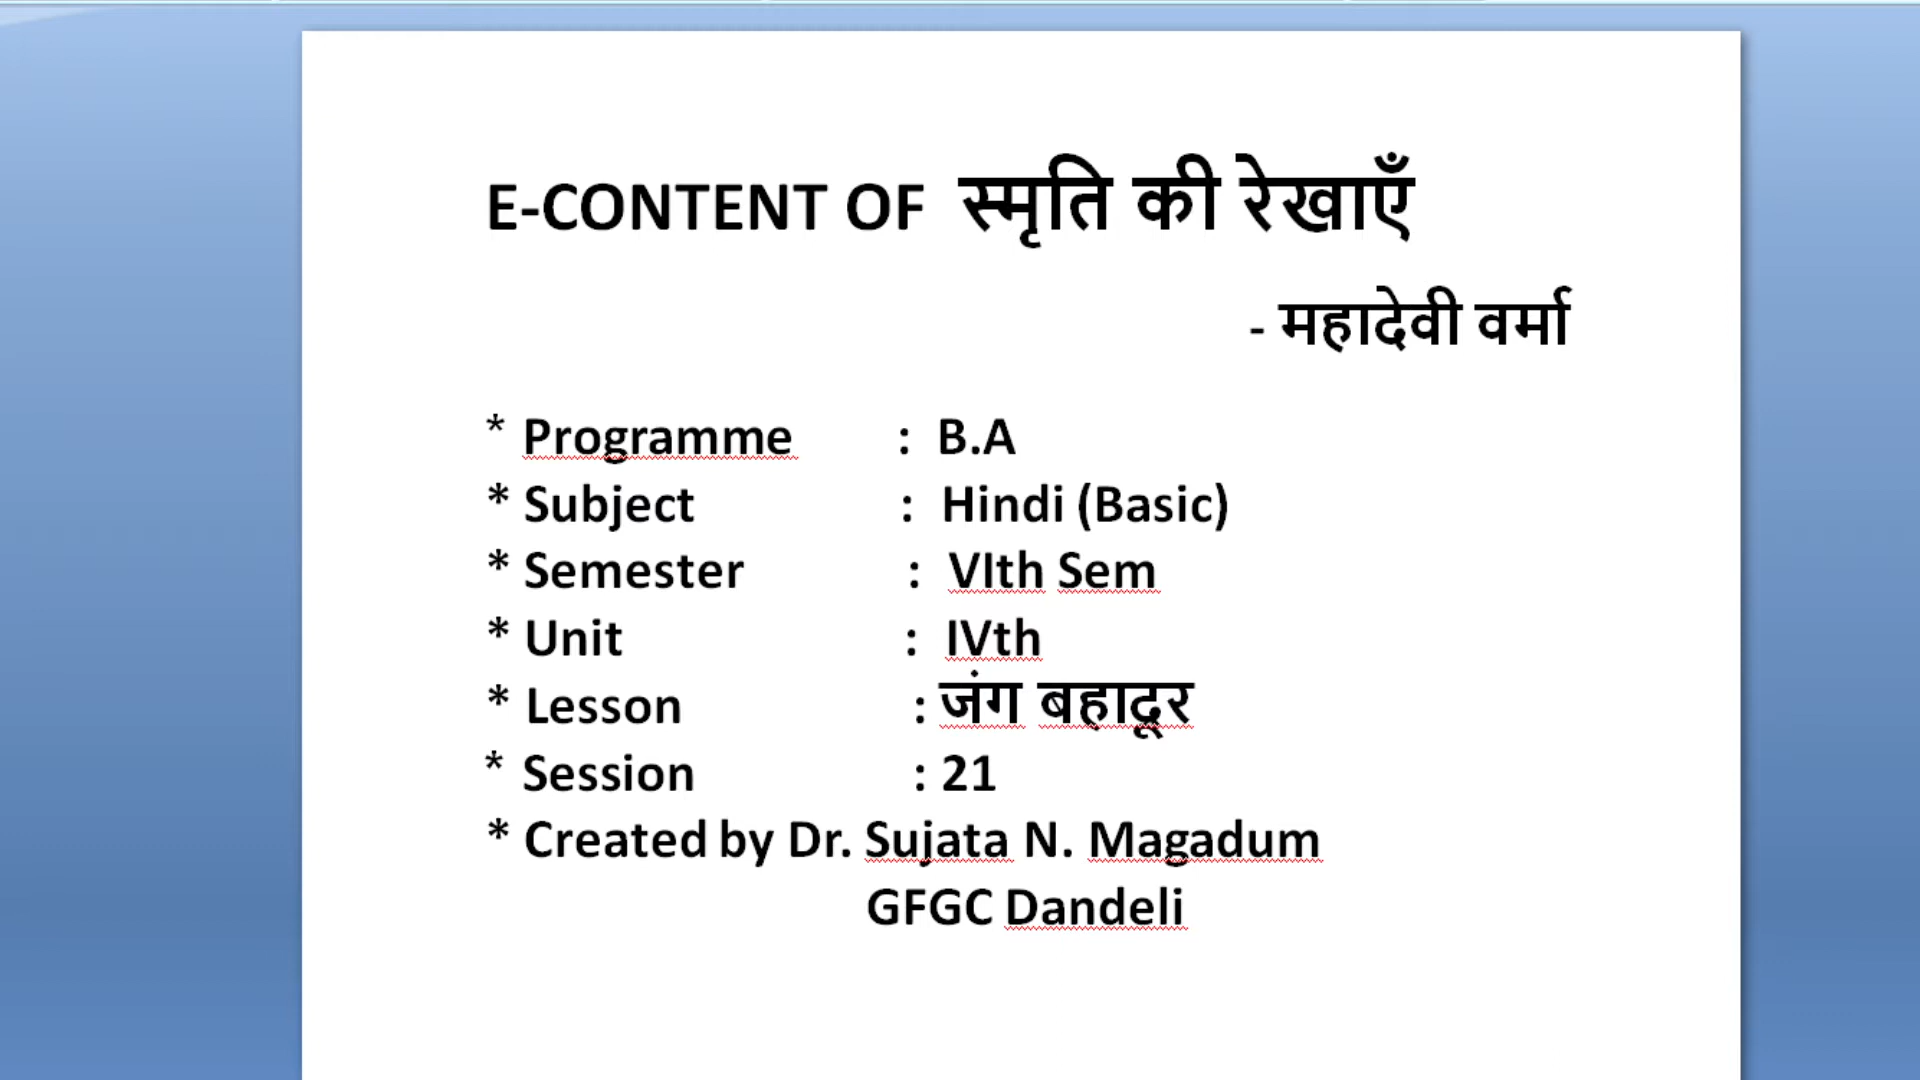 E-CONTENT OF स्मृति की रेखाएँ
- महादेवी वर्मा
* Programme : B.A
* Subject : Hindi (Basic)
* Semester : VIth Sem
* Unit : IVth
* Lesson : जंग बहादूर
* Session : 21
* Created by Dr. Sujata N. Magadum
GFGC Dandeli